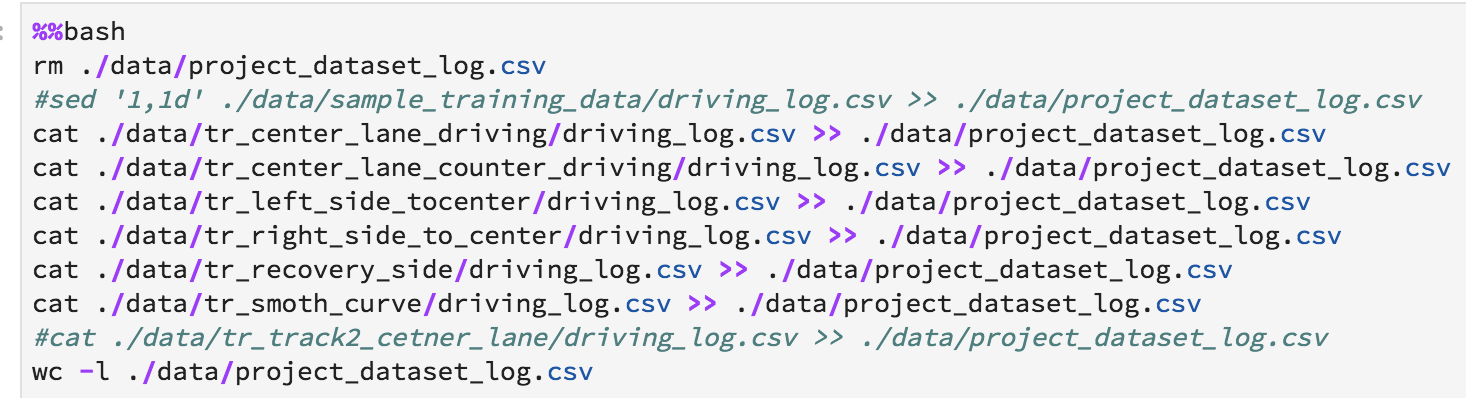 %%bash
rm ./data/project_dataset_log.csv
#sed '1,1d' ./data/sample_training_data/driving_log.csv >> ./data/project_dataset_log.csv
cat ./data/tr_center_lane_driving/driving_log.csv >> ./data/project_dataset_log.csv
cat ./data/tr_center_lane_counter_driving/driving_log.csv >> ./data/project_dataset_log.csv
cat ./data/tr_left_side_tocenter/driving_log.csv >> ./data/project_dataset_log.csv
cat ./data/tr_right_side_to_center/driving_log.csv >> ./data/project_dataset_log.csv
cat ./data/tr_recovery_side/driving_log.csv >> ./data/project_dataset_log.csv
cat ./data/tr_smoth_curve/driving_log.csv >> ./data/project_dataset_log.csv
#cat ./data/tr_track2_cetner_lane/driving_log.csv >> ./data/project_dataset_log.csv
wc -l ./data/project_dataset_log.csv